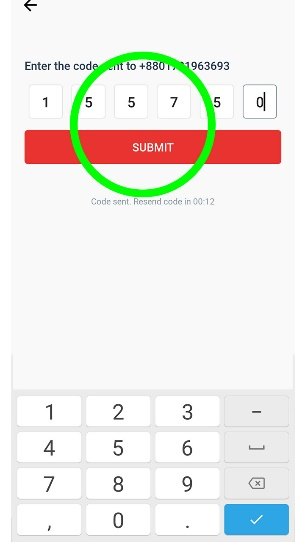 Enter the code sent to
1 5 5 7 5 0
SUBMIT
Code sent. Resend code in 00:12
1 2 3 –
4 5 6
7 8 9
, 0 .